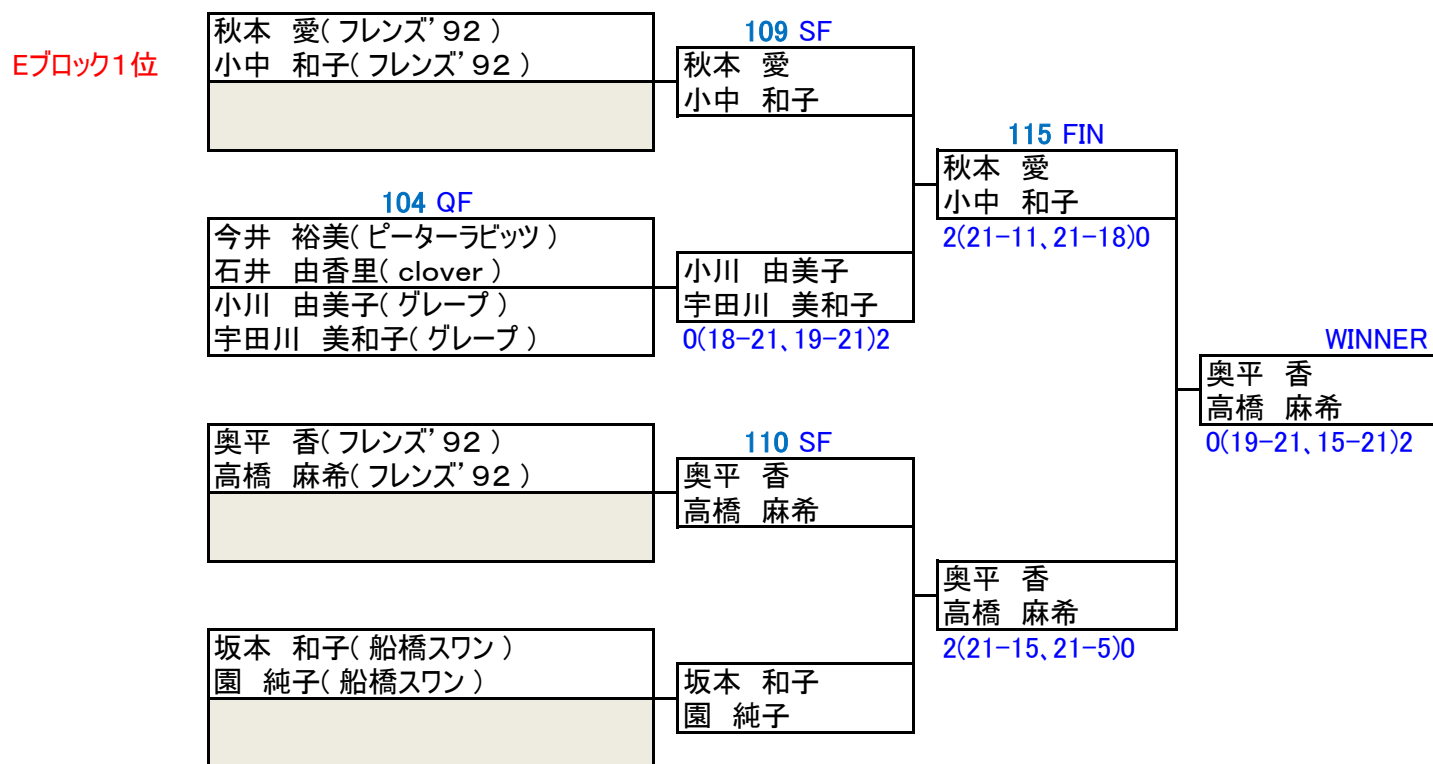 Eブロック1位
秋本 愛(フレンズ’92)
小中 和子(フレンズ’92)
104 QF
今井 裕美(ピーターラビッツ)
石井 由香里(clover)
小川 由美子(グレープ)
宇田川 美和子(グレープ)
奥平 香(フレンズ’92)
高橋 麻希(フレンズ’92)
坂本 和子(船橋スワン)
園 純子(船橋スワン)
109 SF
秋本 愛
小中 和子
小川 由美子
宇田川 美和子
0(18-21、19-21)2
110 SF
奥平 香
高橋 麻希
坂本 和子
園 純子
115 FIN
秋本 愛
小中 和子
2(21-11、21-18)0
奥平 香
高橋 麻希
2(21-15、21-5)0
WINNER
奥平 香
高橋 麻希
0(19-21、15-21)2